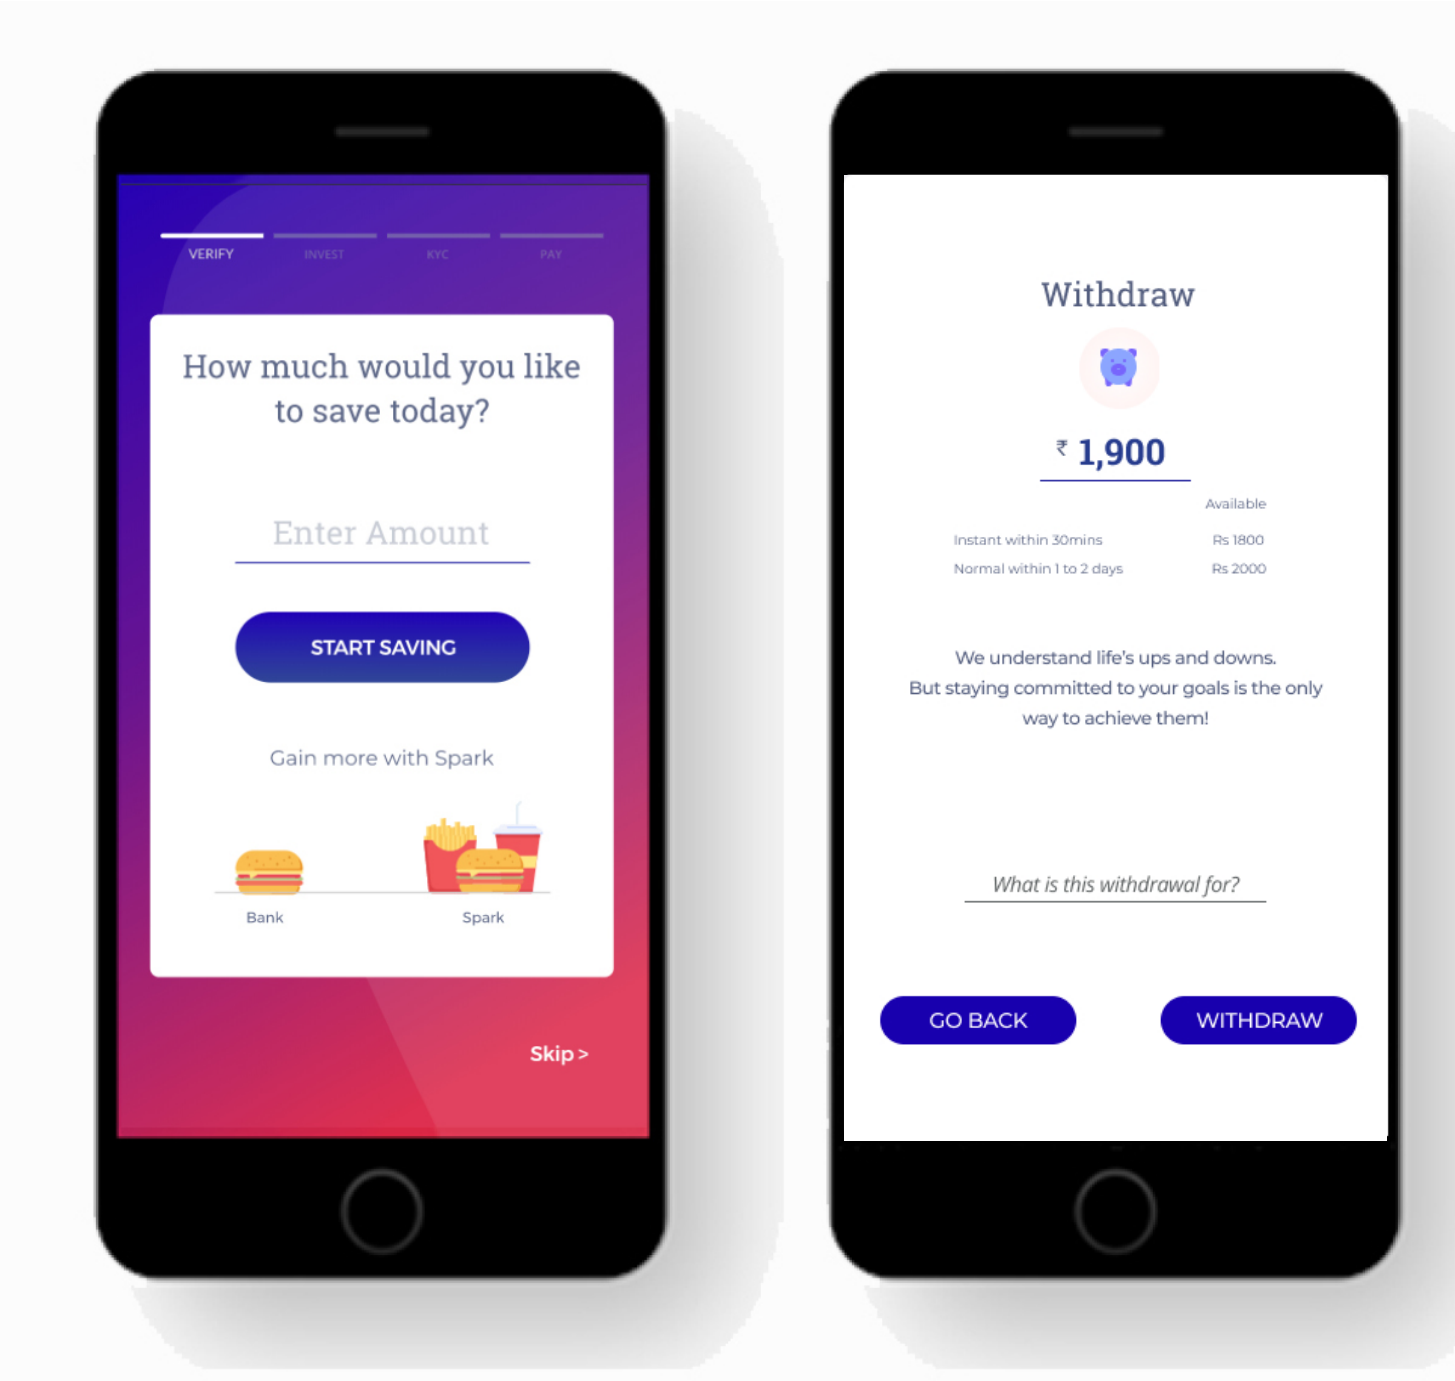 VERIFY INVEST KYC PAY
How much would you like
to save today?
Enter Amount
START SAVING
Gain more with Spark
Bank Spark
Skip >
Withdraw
₹ 1,900
Available
Instant within 30mins Rs 1800
Normal within 1 to 2 days Rs 2000
We understand life's ups and downs.
But staying committed to your goals is the only
way to achieve them!
What is this withdrawal for?
GO BACK WITHDRAW